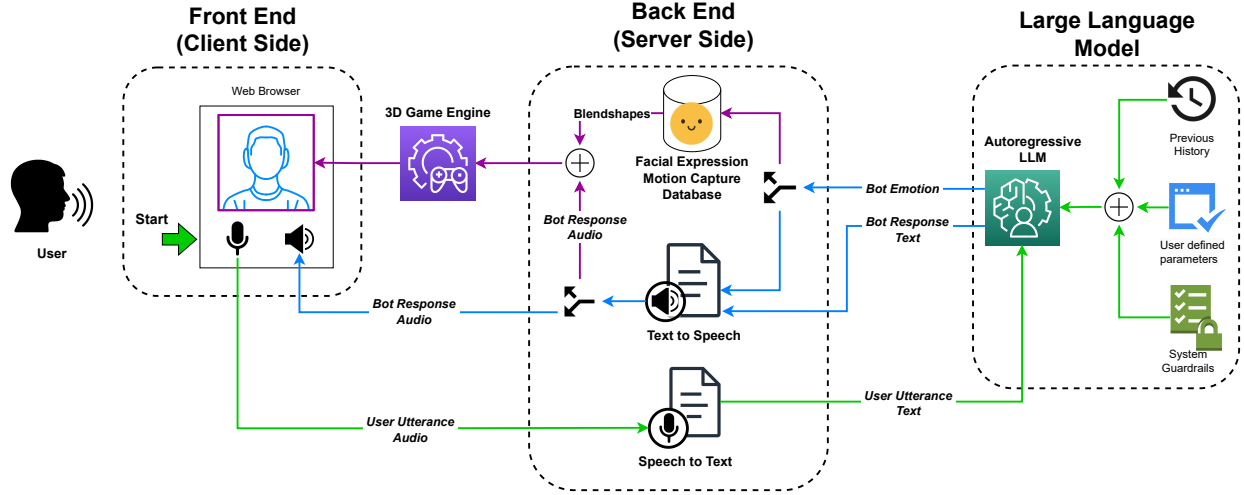 Front End
(Client Side)
Back End
(Server Side)
Large Language
Model
Web Browser
3D Game Engine
Blendshapes
Facial Expression
Motion Capture
Database
Autoregressive
LLM
Previous
History
Bot Emotion
Bot Response
Text
Bot Response
Audio
User
Start
User defined
parameters
Bot Response
Audio
Text to Speech
System
Guardrails
User Utterance
Audio
User Utterance
Text
Speech to Text